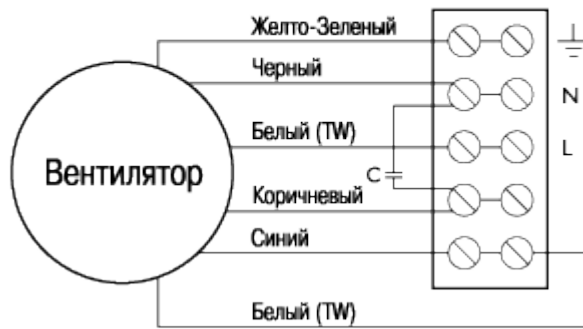 Желто-Зеленый
Черный
N
Белый (TW)
L
C
Вентилятор
Коричневый
Синий
Белый (TW)